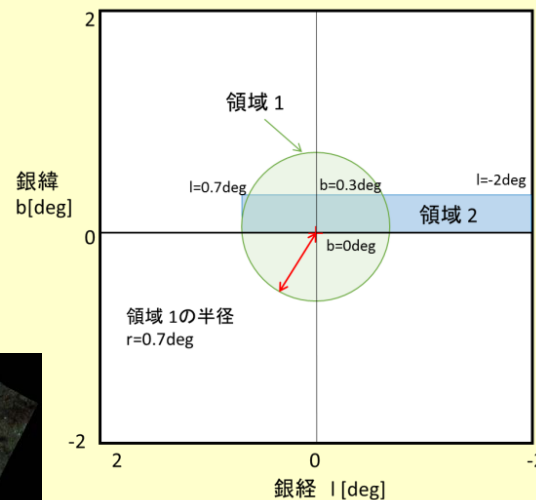 2
領域 1
銀緯
b[deg]
l=0.7deg
b=0.3deg
l=-2deg
領域 2
0
b=0deg
領域 1の半径
r=0.7deg
-2
2
0
-2
銀経 l [deg]